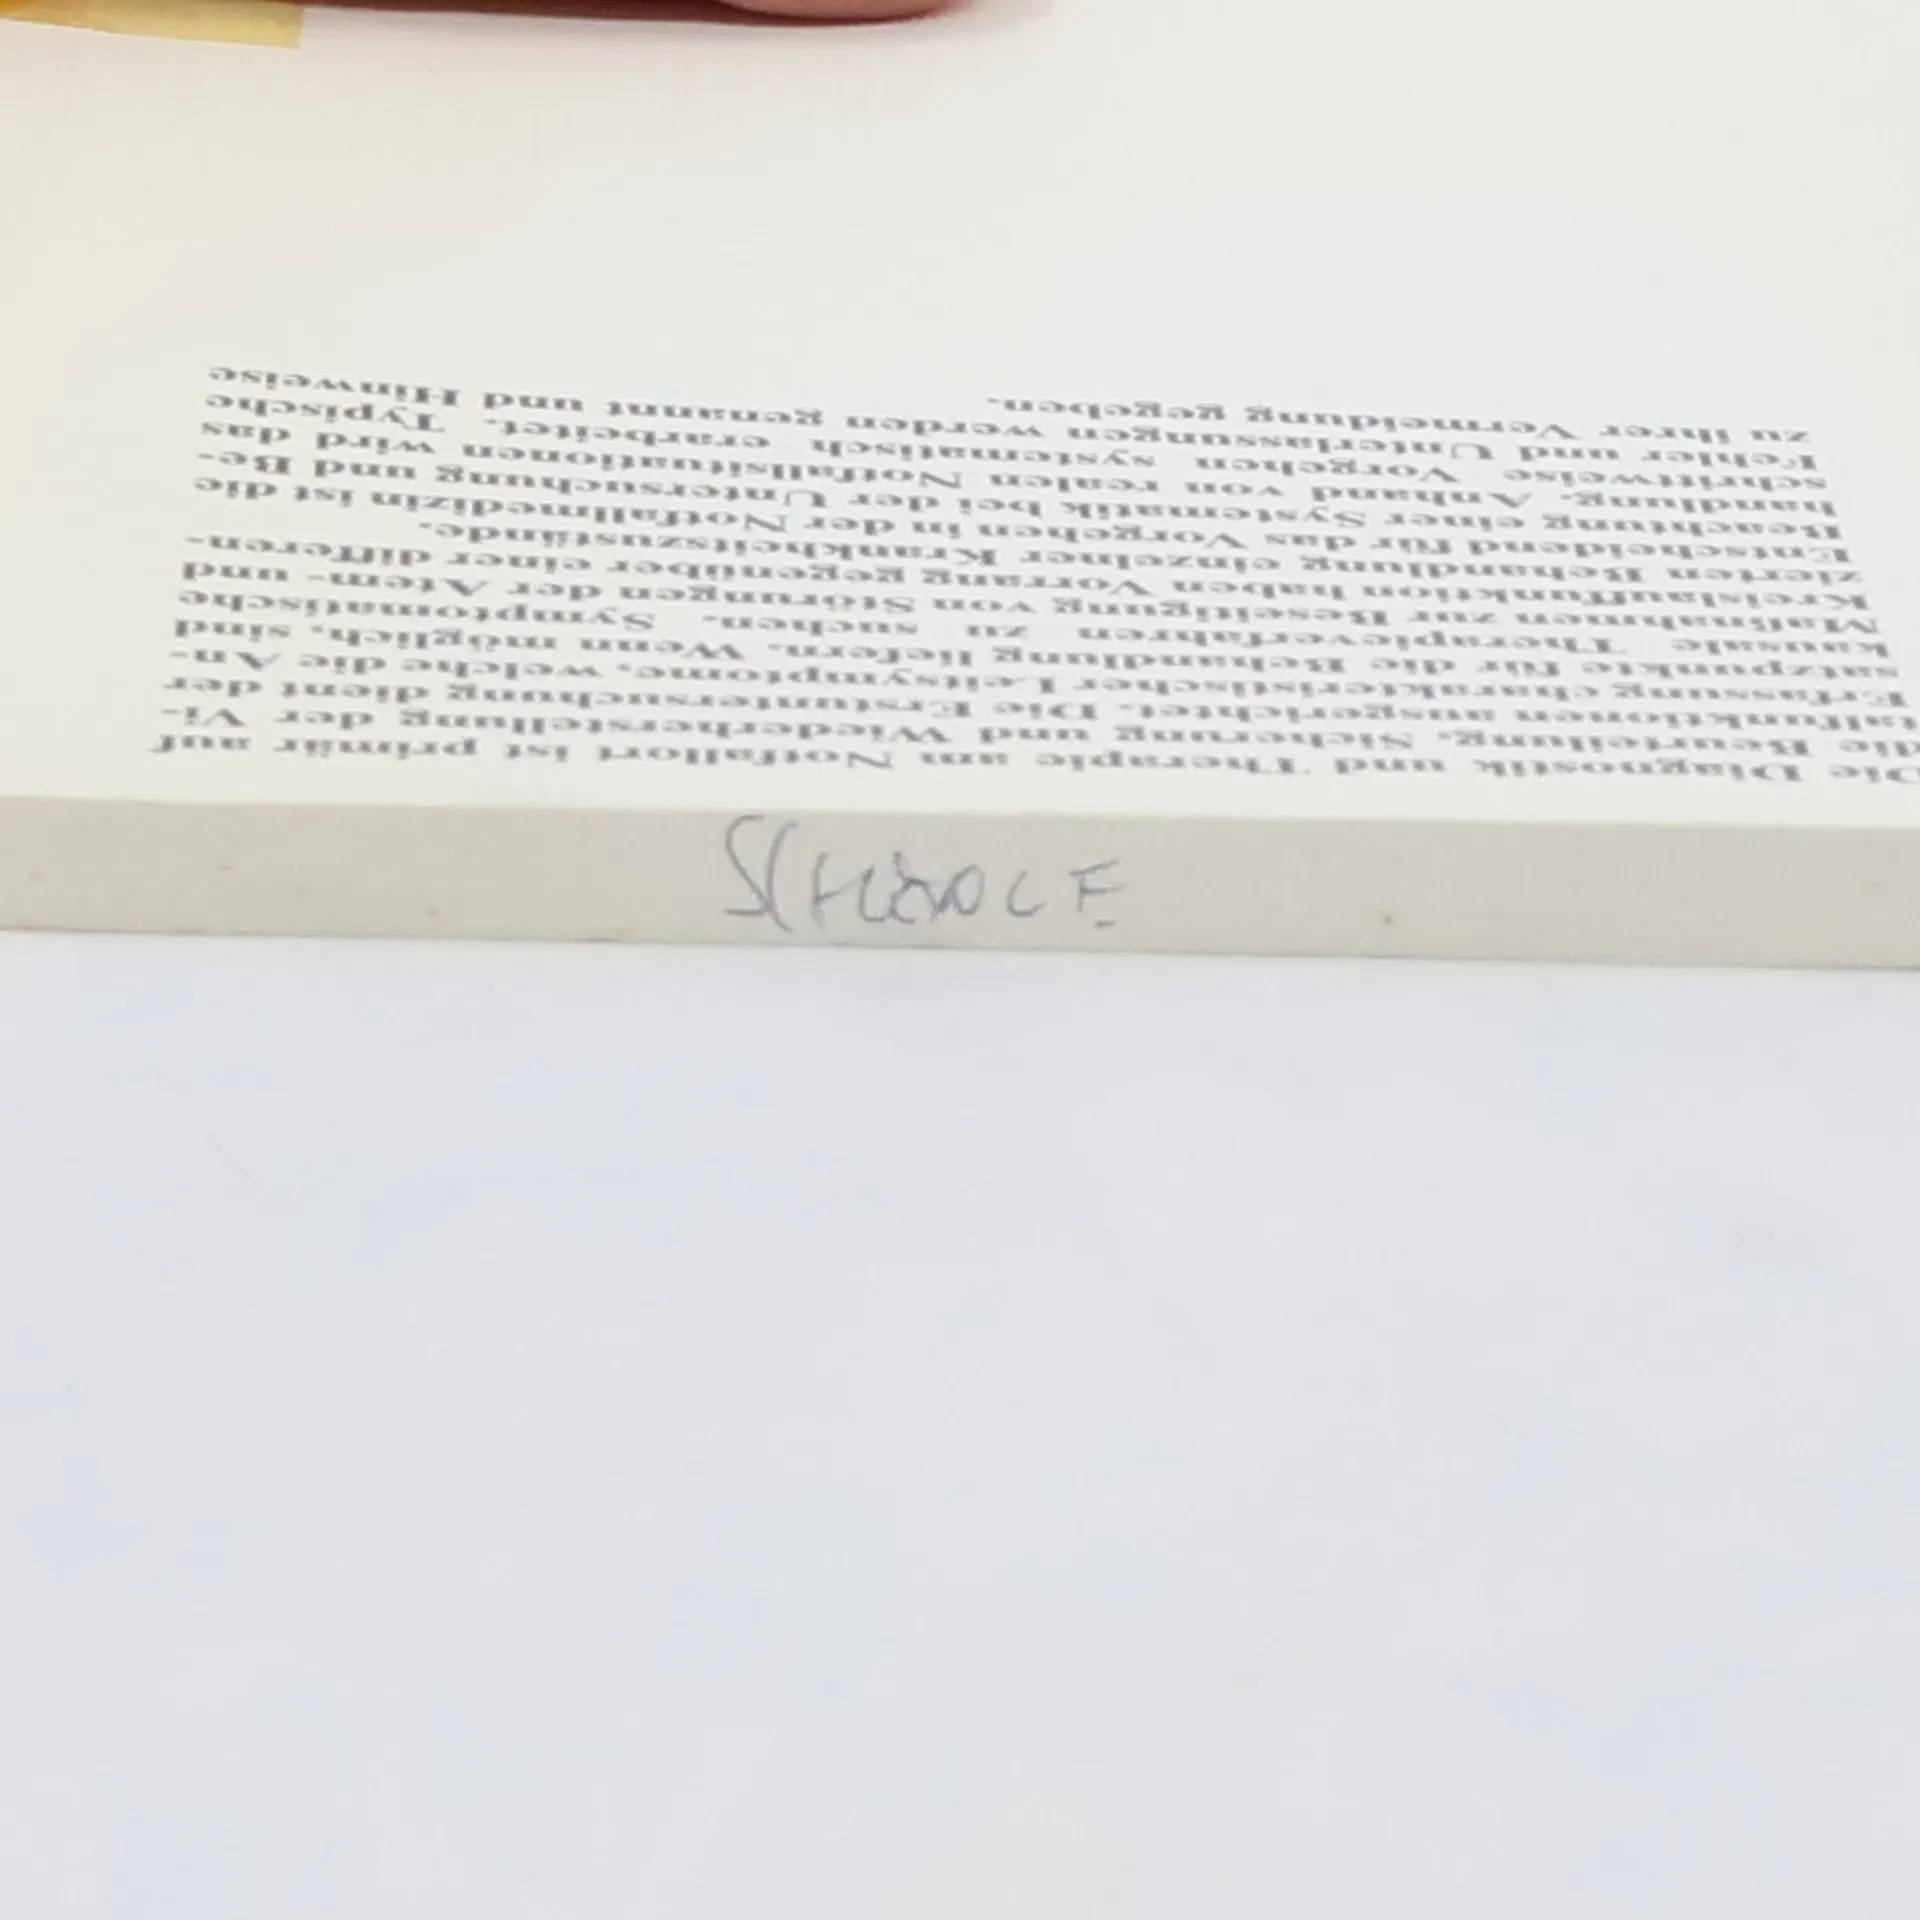 Die Diagnostik und Therapie am Notfallort ist primär auf
die Beurteilung, Sicherung und Wiederherstellung der Vi-
talfunktionen ausgerichtet. Die Erstuntersuchung dient der
Erfassung charakteristischer Leitsymptome, welche die An-
satzpunkte für die Behandlung liefern. Wenn möglich, sind
kausale Therapieverfahren zu suchen. Symptomatische
Maßnahmen zur Beseitigung von Störungen der Atem- und
Kreislauffunktion haben Vorrang gegenüber einer differen-
zierten Behandlung einzelner Krankheitszustände.
Entscheidend für das Vorgehen in der Notfallmedizin ist die
Beachtung einer Systematik bei der Untersuchung und Be-
handlung. Anhand von realen Notfallsituationen wird das
schrittweise Vorgehen systematisch erarbeitet. Typische
Fehler und Unterlassungen werden genannt und Hinweise
zu ihrer Vermeidung gegeben.